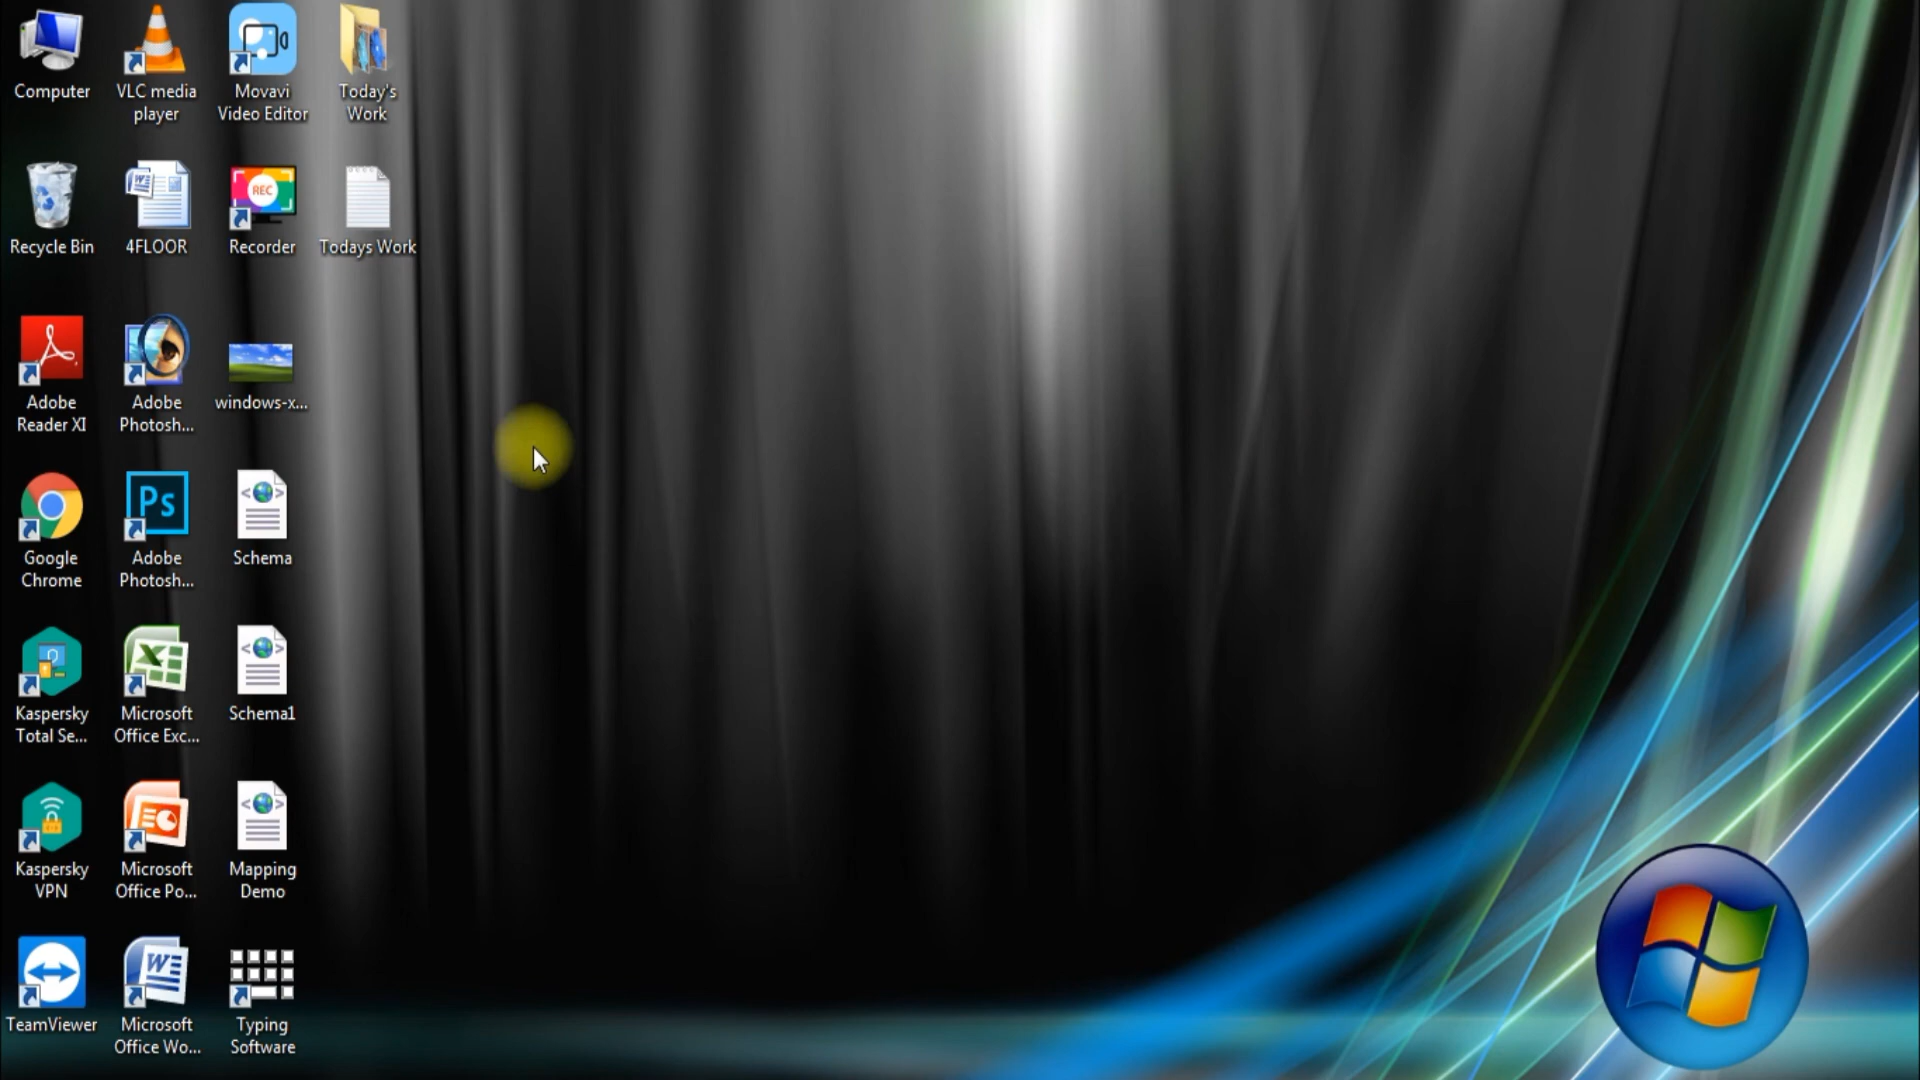 Computer
VLC media
player
Movavi
Video Editor
Today's
Work
Recycle Bin
4FLOOR
REC
Recorder
Todays Work
Adobe
Reader XI
Adobe
Photosh...
windows-x...
Google
Chrome
Ps
Adobe
Photosh...
Schema
Kaspersky
Total Se...
Microsoft
Office Exc...
Schema1
Kaspersky
VPN
Microsoft
Office Po...
Mapping
Demo
TeamViewer
Microsoft
Office Wo...
Typing
Software